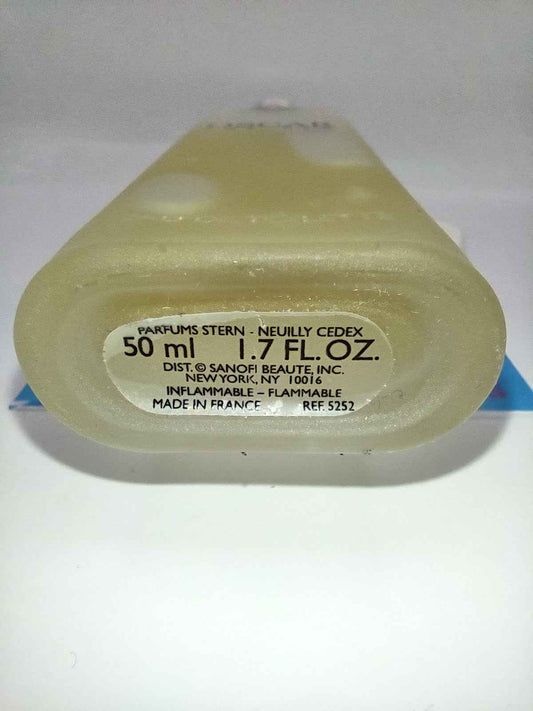 PARFUMS STERN - NEUILLY CEDEX
50 ml 1.7 FL. OZ.
DIST. © SANOFI BEAUTE, INC.
NEW YORK, NY 10016
INFLAMMABLE – FLAMMABLE
MADE IN FRANCE REF. 5252